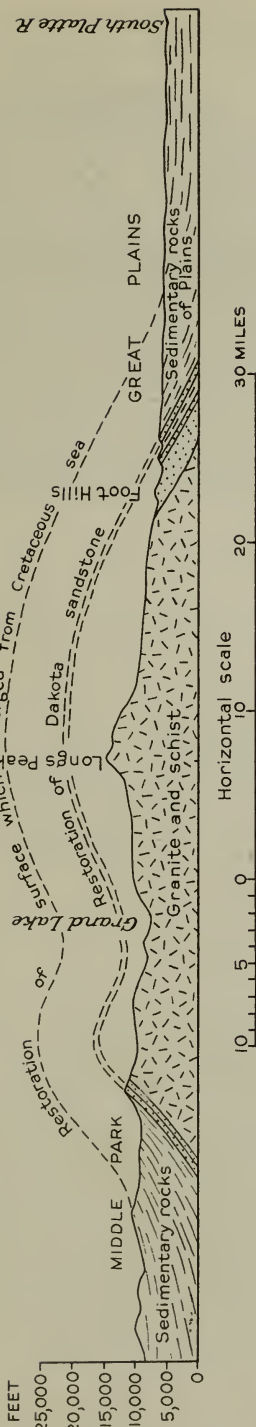 FEET
25,000
20,000
15,000
10,000
5,000
0
MIDDLE PARK
Sedimentary rocks
Restoration of surface which
from Cretaceous sea
Restoration of Dakota sandstone
Grand Lake
Longs Peak
Foot Hills
GREAT PLAINS
South Platte R.
Granite and schist
Sedimentary rocks
of Plains
10 5 0 10 20 30 MILES
Horizontal scale